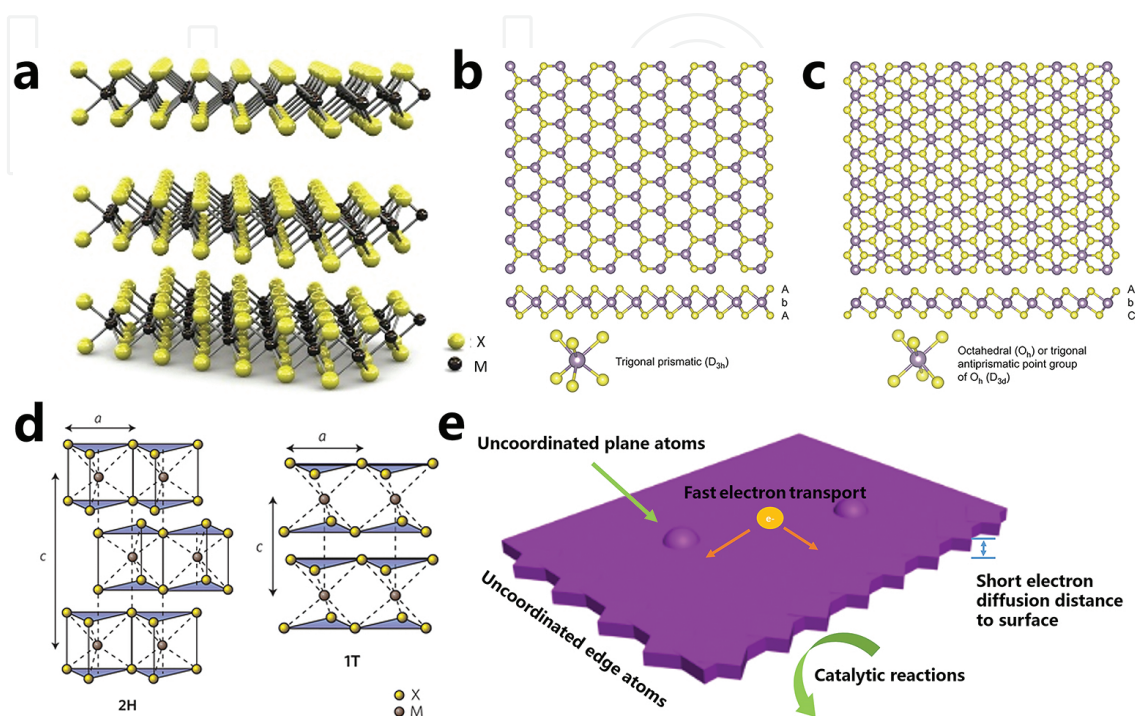 a
X
M
b
A
b
A
Trigonal prismatic (D3h)
c
A
b
C
Octahedral (Oh) or trigonal
antiprismatic point group
of Oh (D3d)
d
a
c
2H
a
c
1T
X
M
e
Uncoordinated plane atoms
Fast electron transport
e-
Uncoordinated edge atoms
Short electron
diffusion distance
to surface
Catalytic reactions